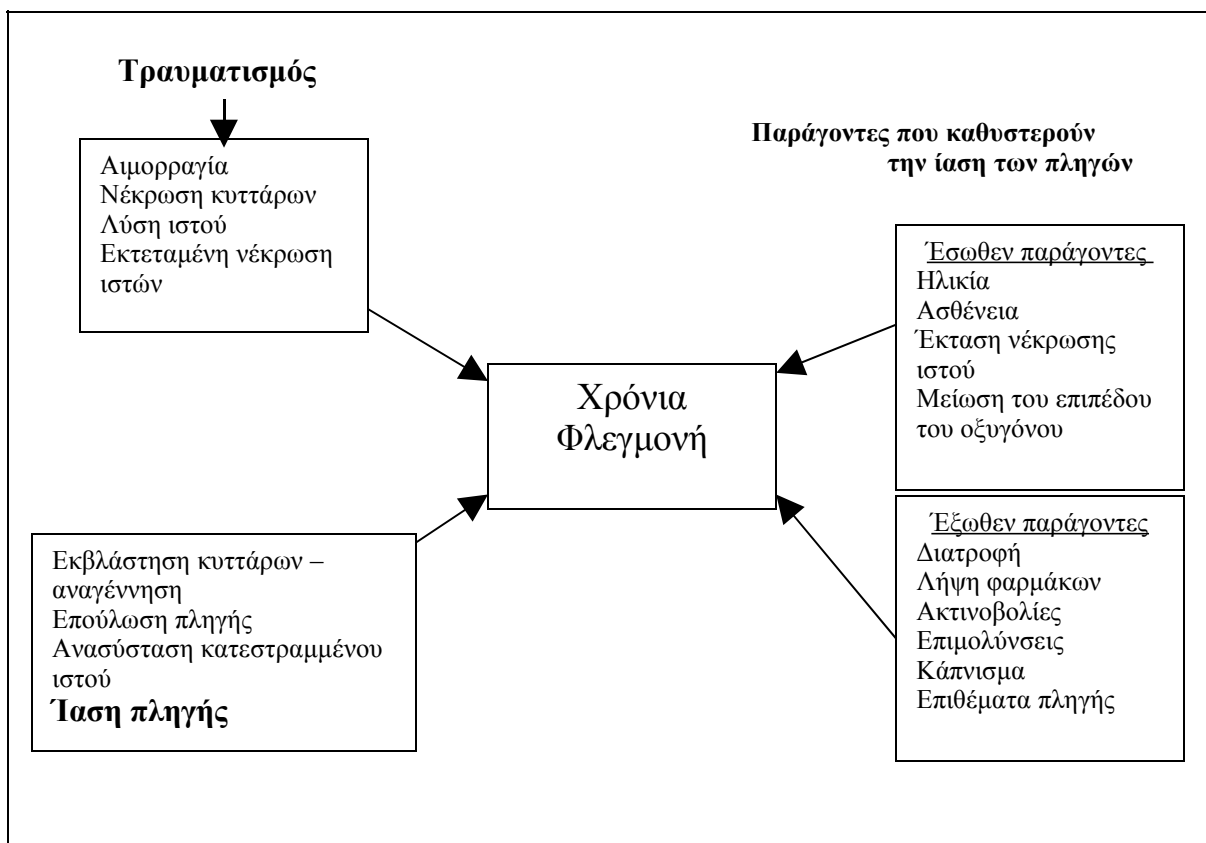 Τραυματισμός
Αιμορραγία
Νέκρωση κυττάρων
Λύση ιστού
Εκτεταμένη νέκρωση
ιστών
Παράγοντες που καθυστερούν
την ίαση των πληγών
Έσωθεν παράγοντες
Ηλικία
Ασθένεια
Έκταση νέκρωσης
ιστού
Μείωση του επιπέδου
του οξυγόνου
Χρόνια
Φλεγμονή
Εκβλάστηση κυττάρων –
αναγέννηση
Επούλωση πληγής
Ανασύσταση κατεστραμμένου
ιστού
Ίαση πληγής
Έξωθεν παράγοντες
Διατροφή
Λήψη φαρμάκων
Ακτινοβολίες
Επιμολύνσεις
Κάπνισμα
Επιθέματα πληγής